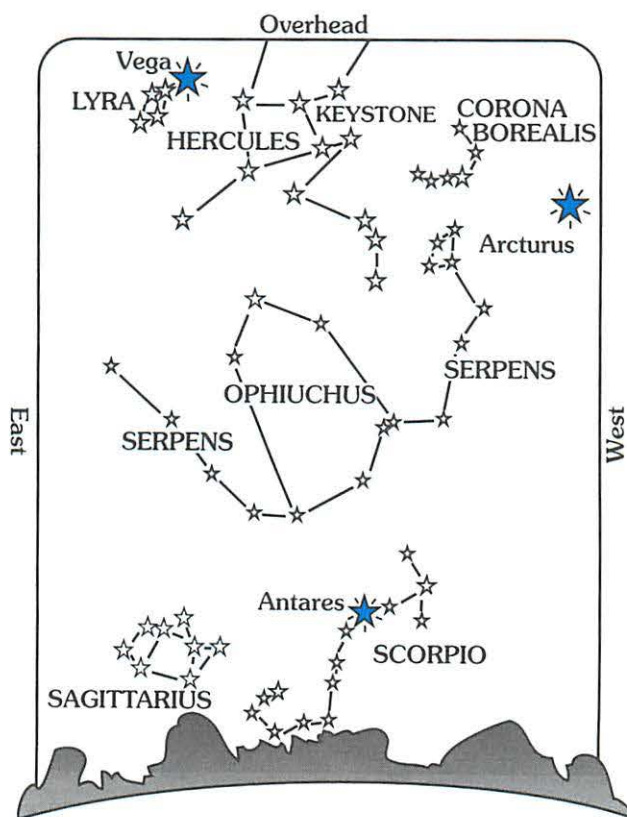 Overhead
Vega
LYRA
HERCULES
KEYSTONE
CORONA
BOREALIS
Arcturus
OPHIUCHUS
SERPENS
SERPENS
East
West
Antares
SCORPIO
SAGITTARIUS